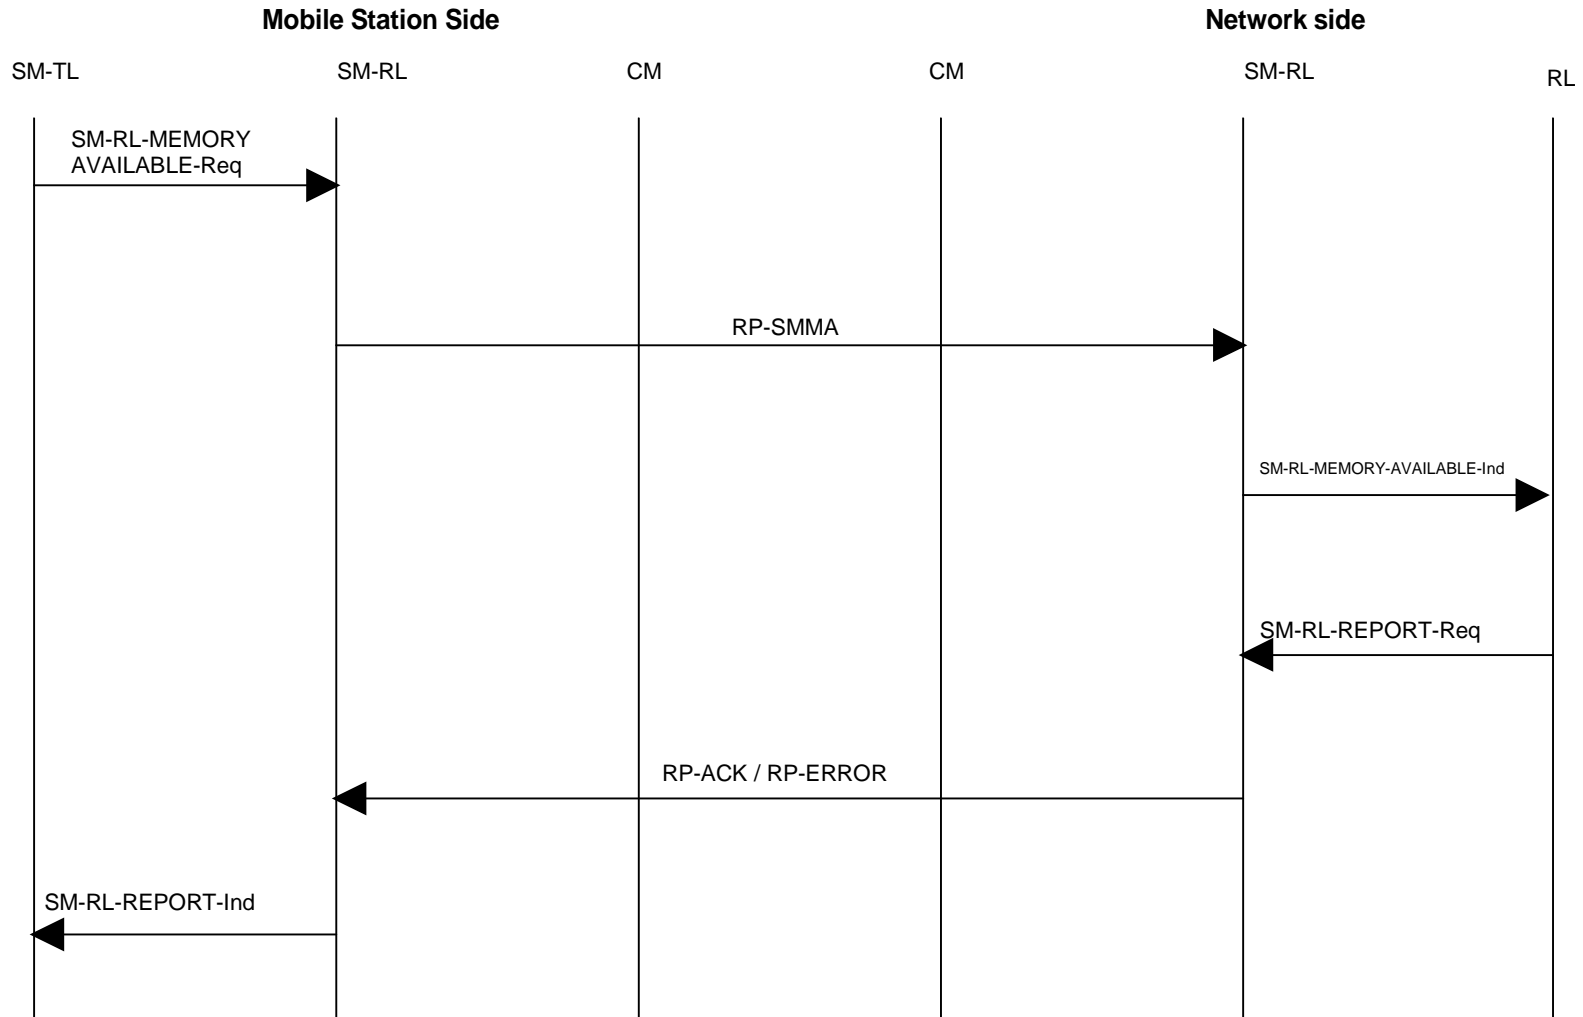 Mobile Station Side
Network side
SM-TL
SM-RL
CM
CM
SM-RL
RL
SM-RL-MEMORY
AVAILABLE-Req
RP-SMMA
SM-RL-MEMORY-AVAILABLE-Ind
SM-RL-REPORT-Req
RP-ACK / RP-ERROR
SM-RL-REPORT-Ind